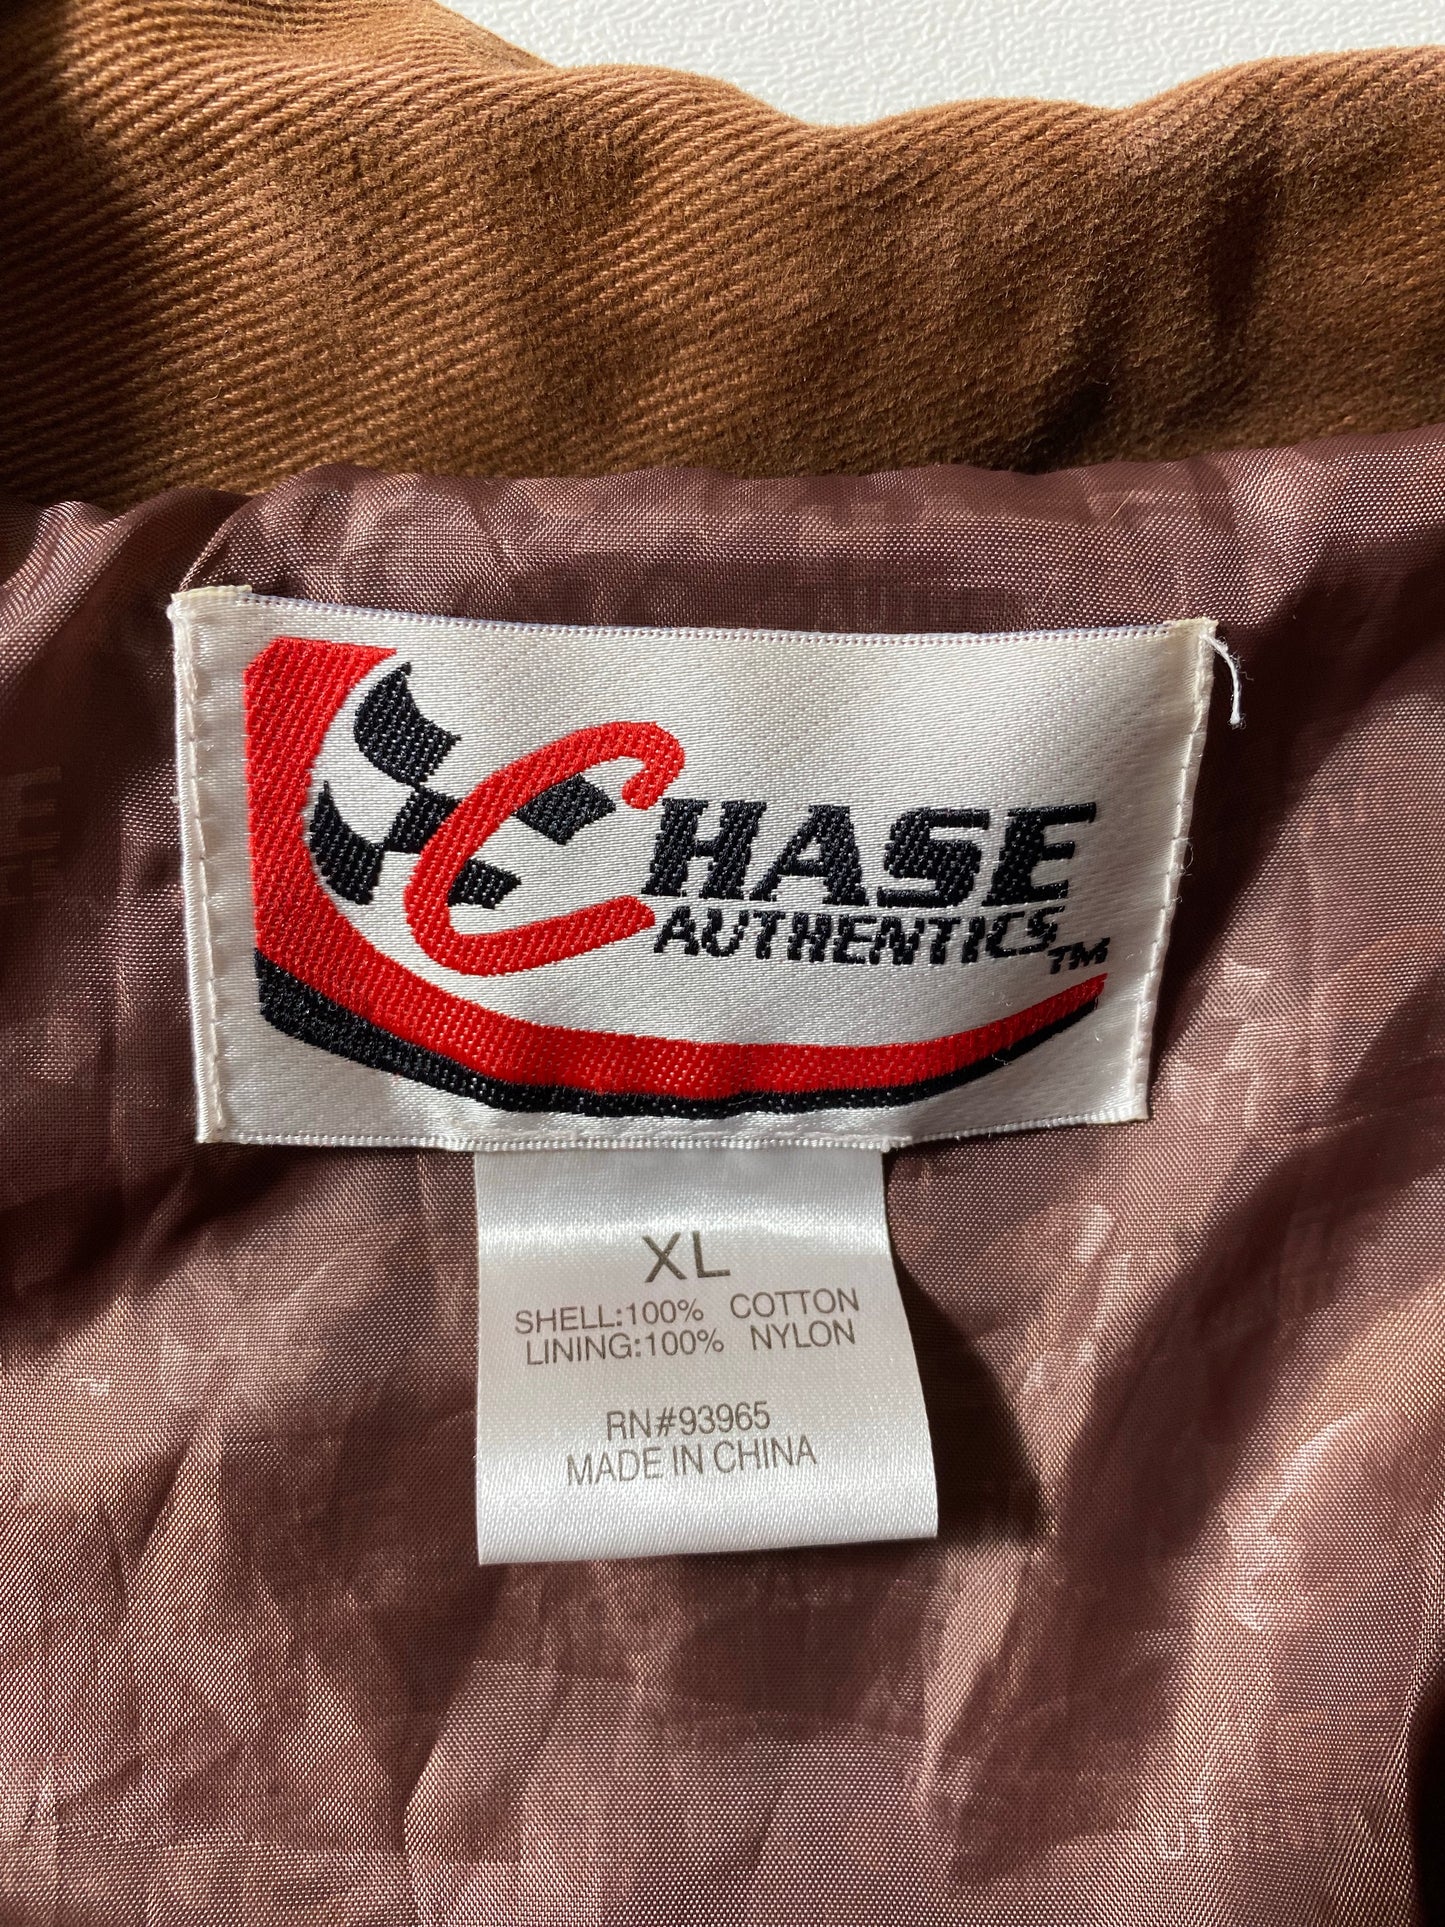 CHASE
AUTHENTICS TM
XL
SHELL:100% COTTON
LINING:100% NYLON
RN#93965
MADE IN CHINA